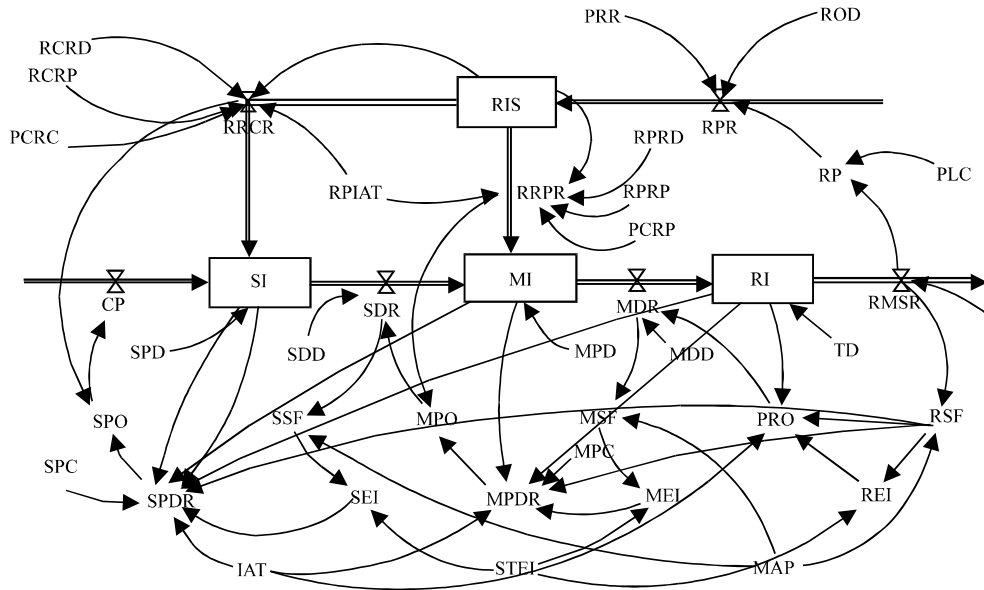 PRR
ROD
RCRD
RCRP
RIS
PCRC
RRCR
RPR
RPRD
RP
PLC
RPIAT
RRPR
RPRP
PCRP
SI
MI
RI
CP
SDR
MDR
RMSR
SPD
SDD
MPD
MDD
TD
SPO
SSF
MPO
MSF
PRO
RSF
MPC
SPC
SPDR
SEI
MPDR
MEI
REI
IAT
STEI
MAP